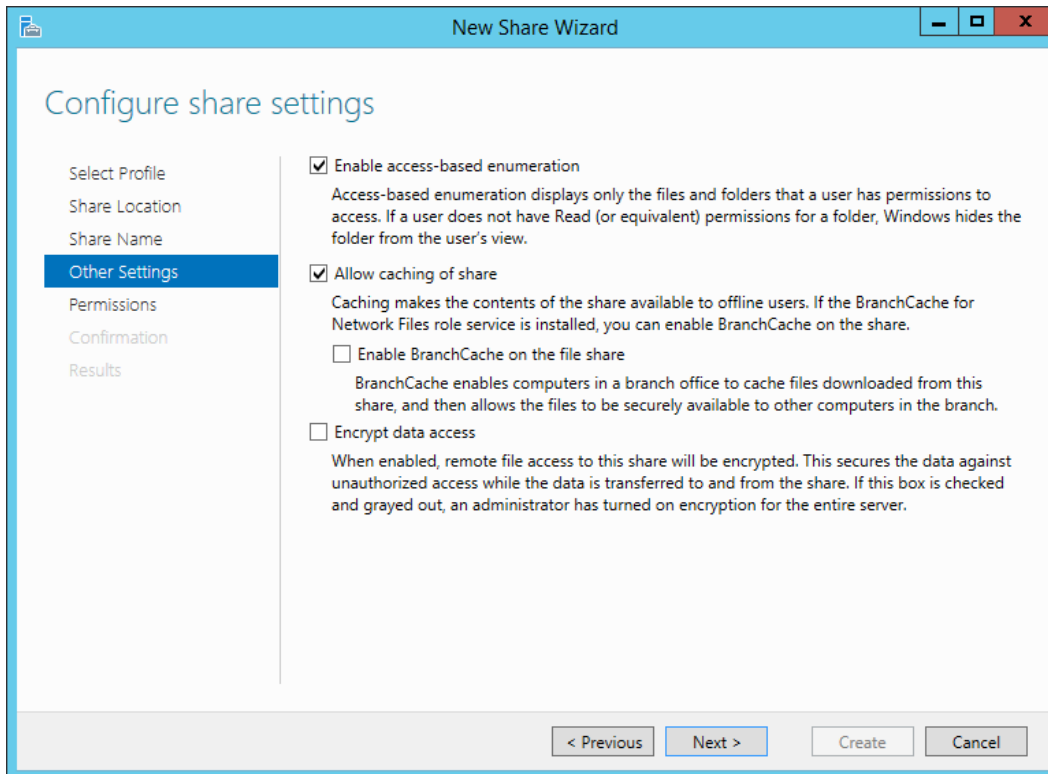 New Share Wizard
Configure share settings
Select Profile
Share Location
Share Name
Other Settings
Permissions
Confirmation
Results
Enable access-based enumeration
Access-based enumeration displays only the files and folders that a user has permissions to
access. If a user does not have Read (or equivalent) permissions for a folder, Windows hides the
folder from the user's view.
Allow caching of share
Caching makes the contents of the share available to offline users. If the BranchCache for
Network Files role service is installed, you can enable BranchCache on the share.
Enable BranchCache on the file share
BranchCache enables computers in a branch office to cache files downloaded from this
share, and then allows the files to be securely available to other computers in the branch.
Encrypt data access
When enabled, remote file access to this share will be encrypted. This secures the data against
unauthorized access while the data is transferred to and from the share. If this box is checked
and grayed out, an administrator has turned on encryption for the entire server.
< Previous
Next >
Create
Cancel